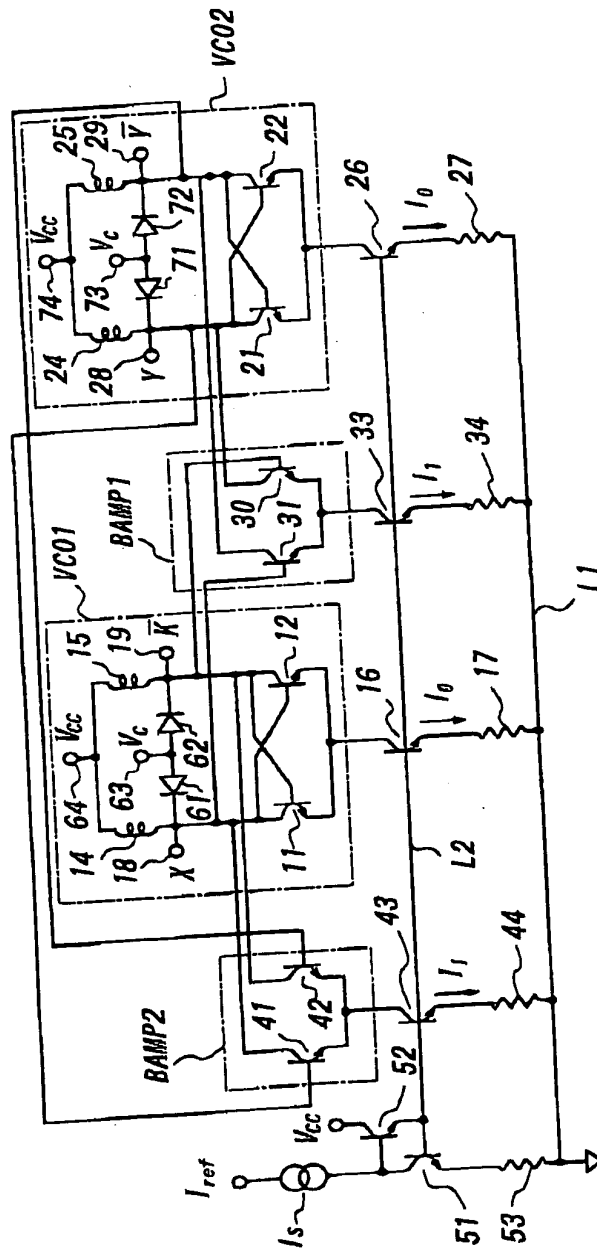 VCO1
VCO2
BAMP1
BAMP2
Vcc
64
14
15
18
19
X
X̅
Vc
63
61
62
11
12
Vcc
74
24
25
28
29
Y
Y̅
Vc
73
71
72
21
22
31
30
41
42
Iref
Is
Vcc
52
51
53
43
I1
44
16
I0
17
33
I1
34
26
I0
27
L2
L1